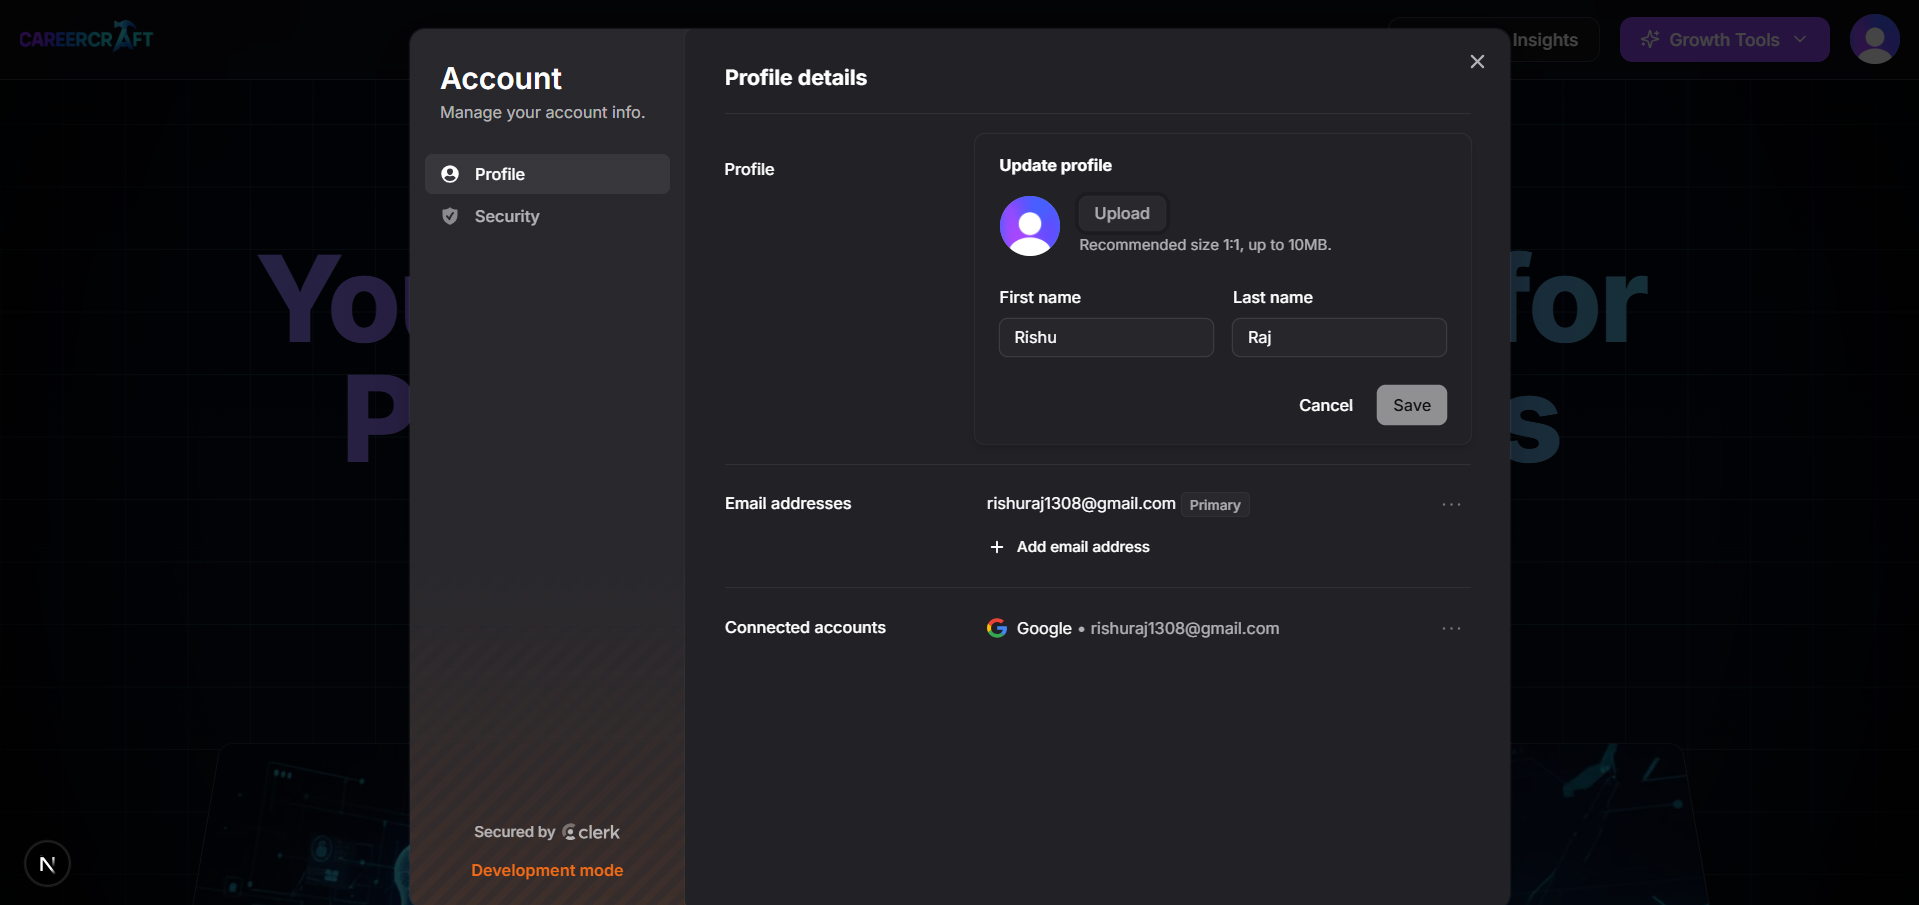 CAREERCRAFT
Insights
Growth Tools
Account
Manage your account info.
Profile
Security
Profile details
Profile
Update profile
Upload
Recommended size 1:1, up to 10MB.
First name
Last name
Rishu
Raj
Cancel
Save
Email addresses
rishuraj1308@gmail.com Primary
Add email address
Connected accounts
Google • rishuraj1308@gmail.com
for
Secured by clerk
Development mode
N